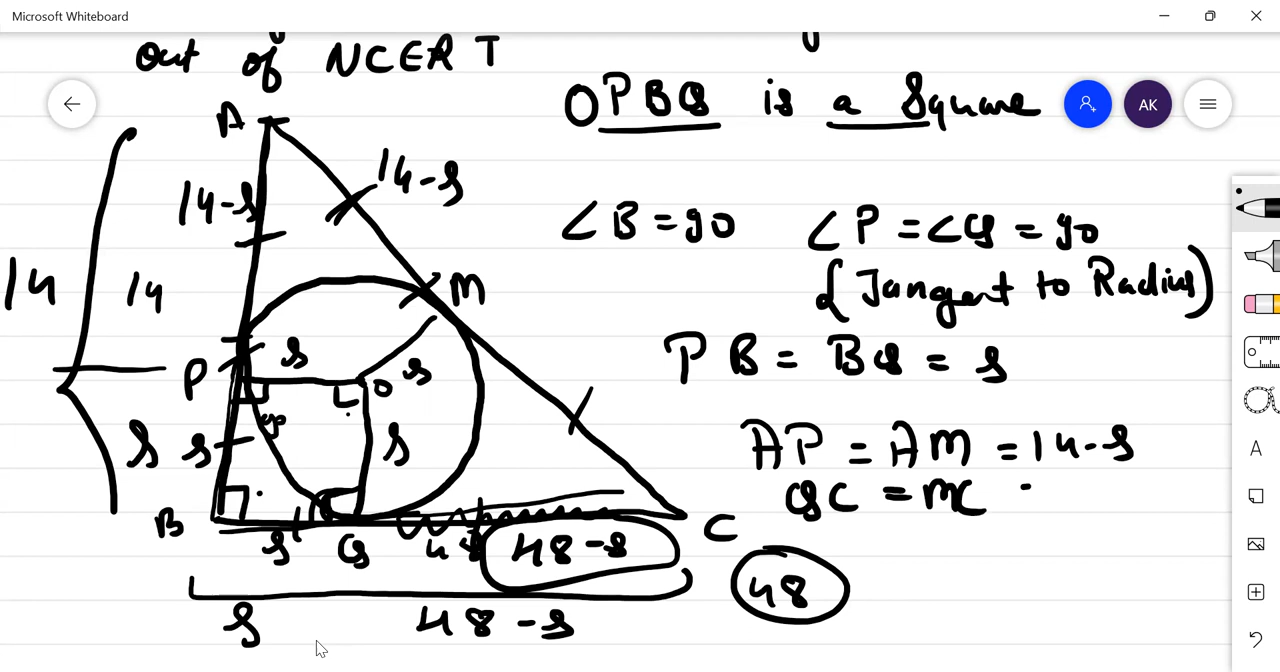 Microsoft Whiteboard
out of NCERT
OPBQ is a Square
AK
A
14-r
14-r
∠B=90 ∠P=∠Q=90
14
14
M
(Tangent to Radius)
P
r
O
r
PB = BQ = r
90
r
r
r
AP = AM = 14-r
QC = MC =
B
C
r
Q
48-r
48
r
48-r
A